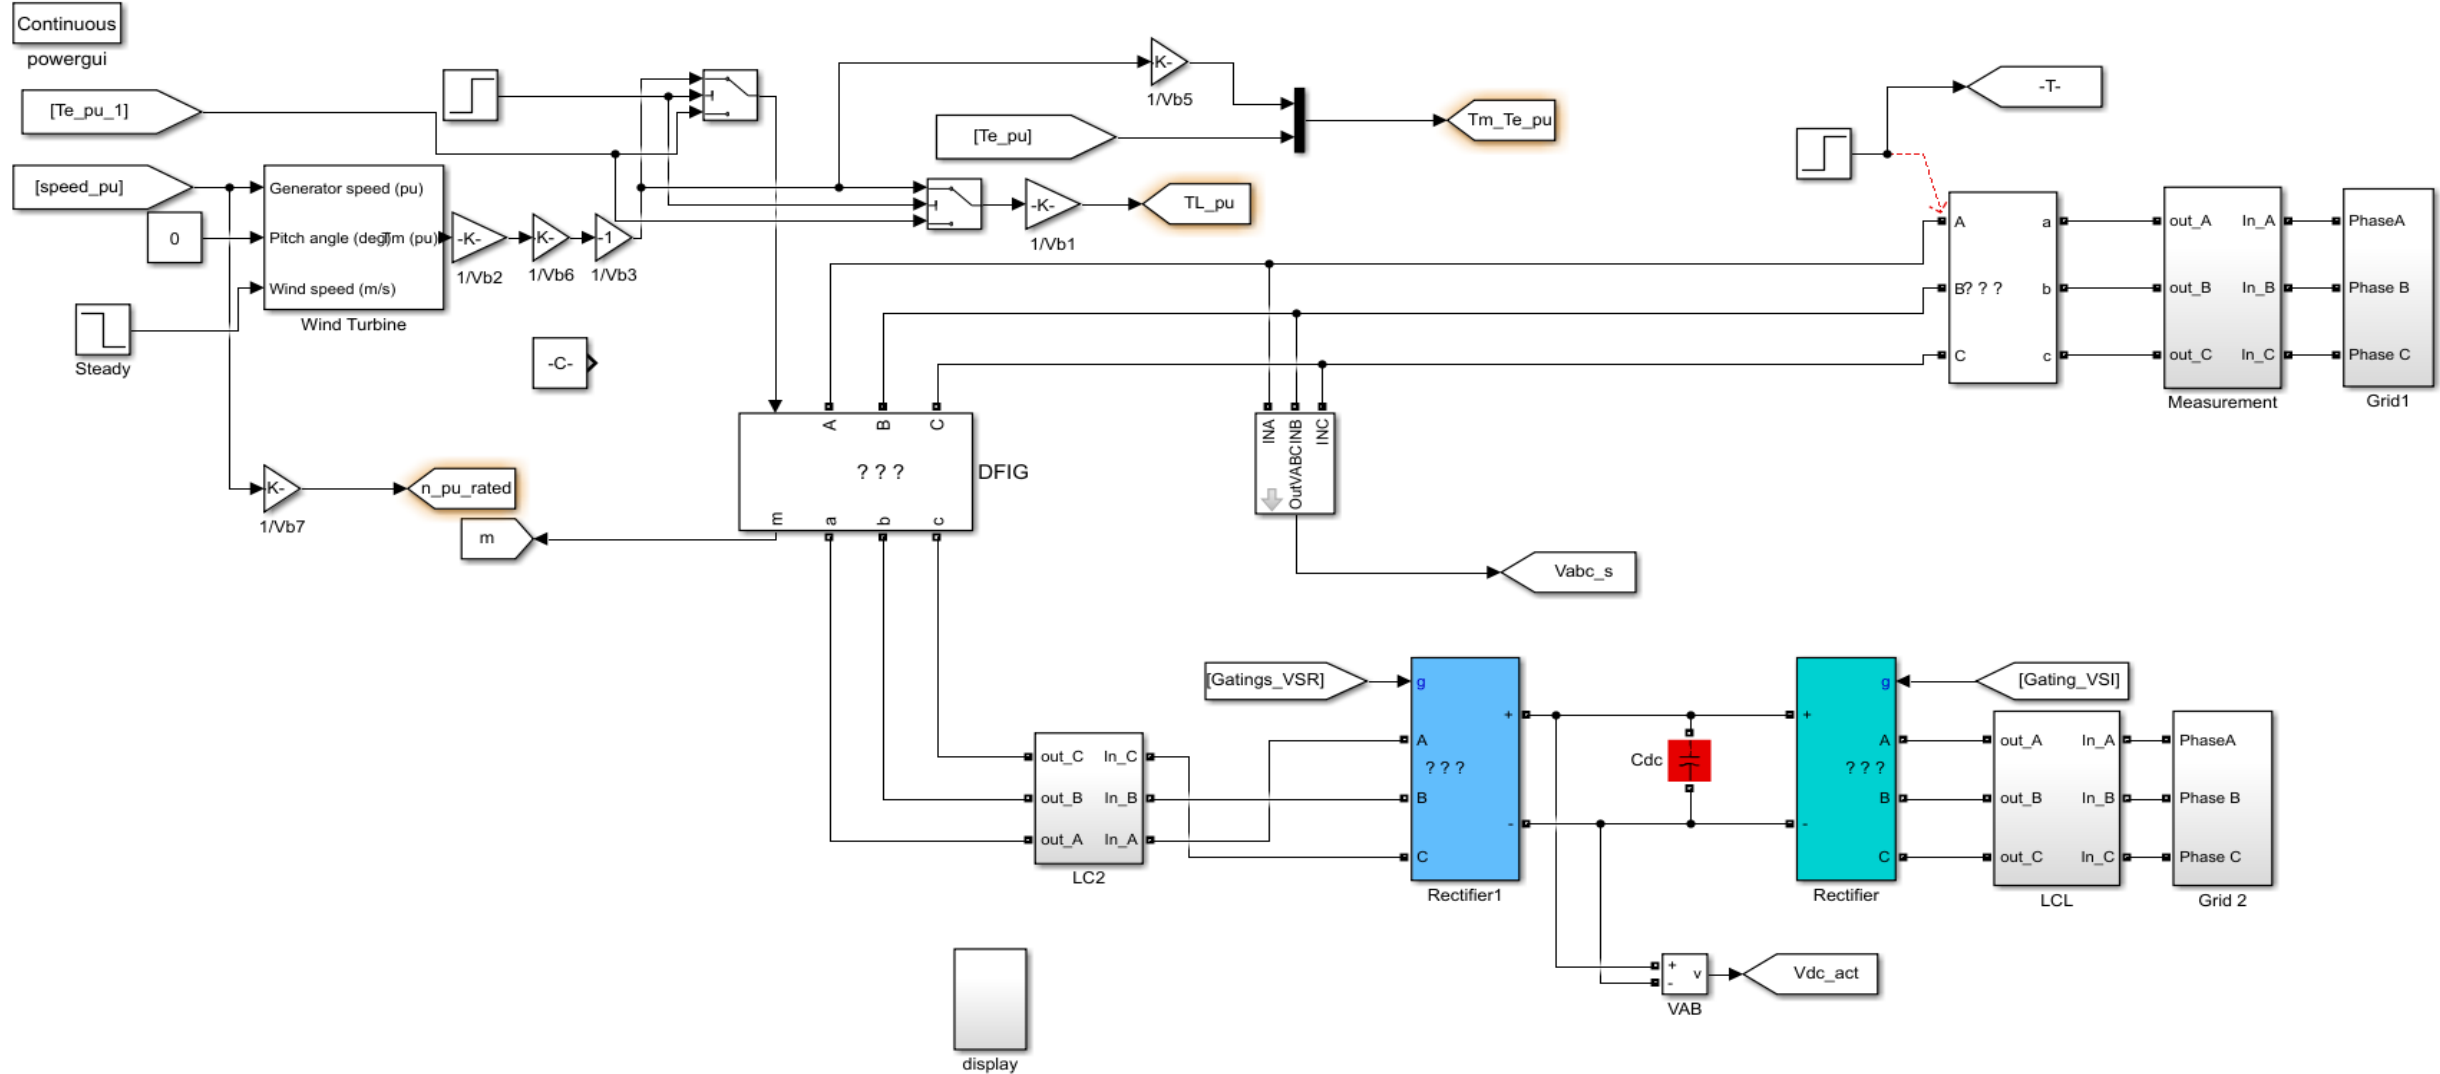 Continuous
powergui
[Te_pu_1]
[speed_pu]
0
Steady
Generator speed (pu)
Pitch angle (deg)
Tm (pu)
Wind speed (m/s)
Wind Turbine
-K-
1/Vb2
K-
1/Vb6
-1
1/Vb3
-C-
K-
1/Vb7
n_pu_rated
m
K-
1/Vb5
[Te_pu]
Tm_Te_pu
-K-
1/Vb1
TL_pu
A
B
C
? ? ?
DFIG
m
a
b
c
INA
OutVABCINB
INC
Vabc_s
-T-
A
B
C
? ? ?
a
b
c
out_A
In_A
out_B
In_B
out_C
In_C
Measurement
PhaseA
Phase B
Phase C
Grid1
out_C
In_C
out_B
In_B
out_A
In_A
LC2
[Gatings_VSR]
g
+
A
? ? ?
B
-
C
Rectifier1
Cdc
[Gating_VSI]
g
+
A
? ? ?
B
-
C
Rectifier
out_A
In_A
out_B
In_B
out_C
In_C
LCL
PhaseA
Phase B
Phase C
Grid 2
+
-
v
VAB
Vdc_act
display